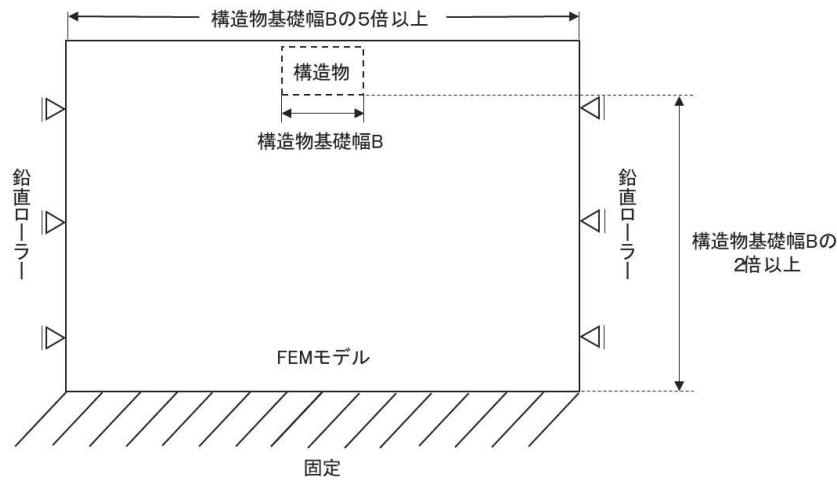 構造物基礎幅Bの5倍以上
構造物
構造物基礎幅B
鉛直ローラー
鉛直ローラー
構造物基礎幅Bの
2倍以上
FEMモデル
固定